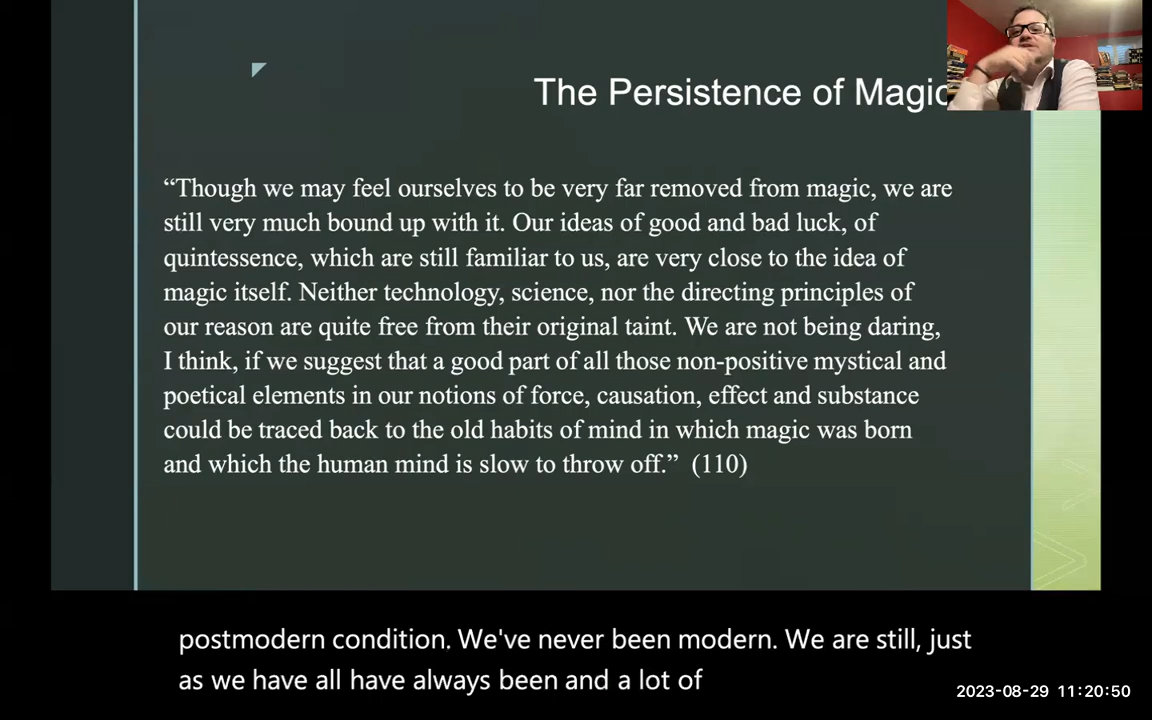 The Persistence of Magic
“Though we may feel ourselves to be very far removed from magic, we are
still very much bound up with it. Our ideas of good and bad luck, of
quintessence, which are still familiar to us, are very close to the idea of
magic itself. Neither technology, science, nor the directing principles of
our reason are quite free from their original taint. We are not being daring,
I think, if we suggest that a good part of all those non-positive mystical and
poetical elements in our notions of force, causation, effect and substance
could be traced back to the old habits of mind in which magic was born
and which the human mind is slow to throw off.” (110)
postmodern condition. We've never been modern. We are still, just
as we have all have always been and a lot of
2023-08-29 11:20:50